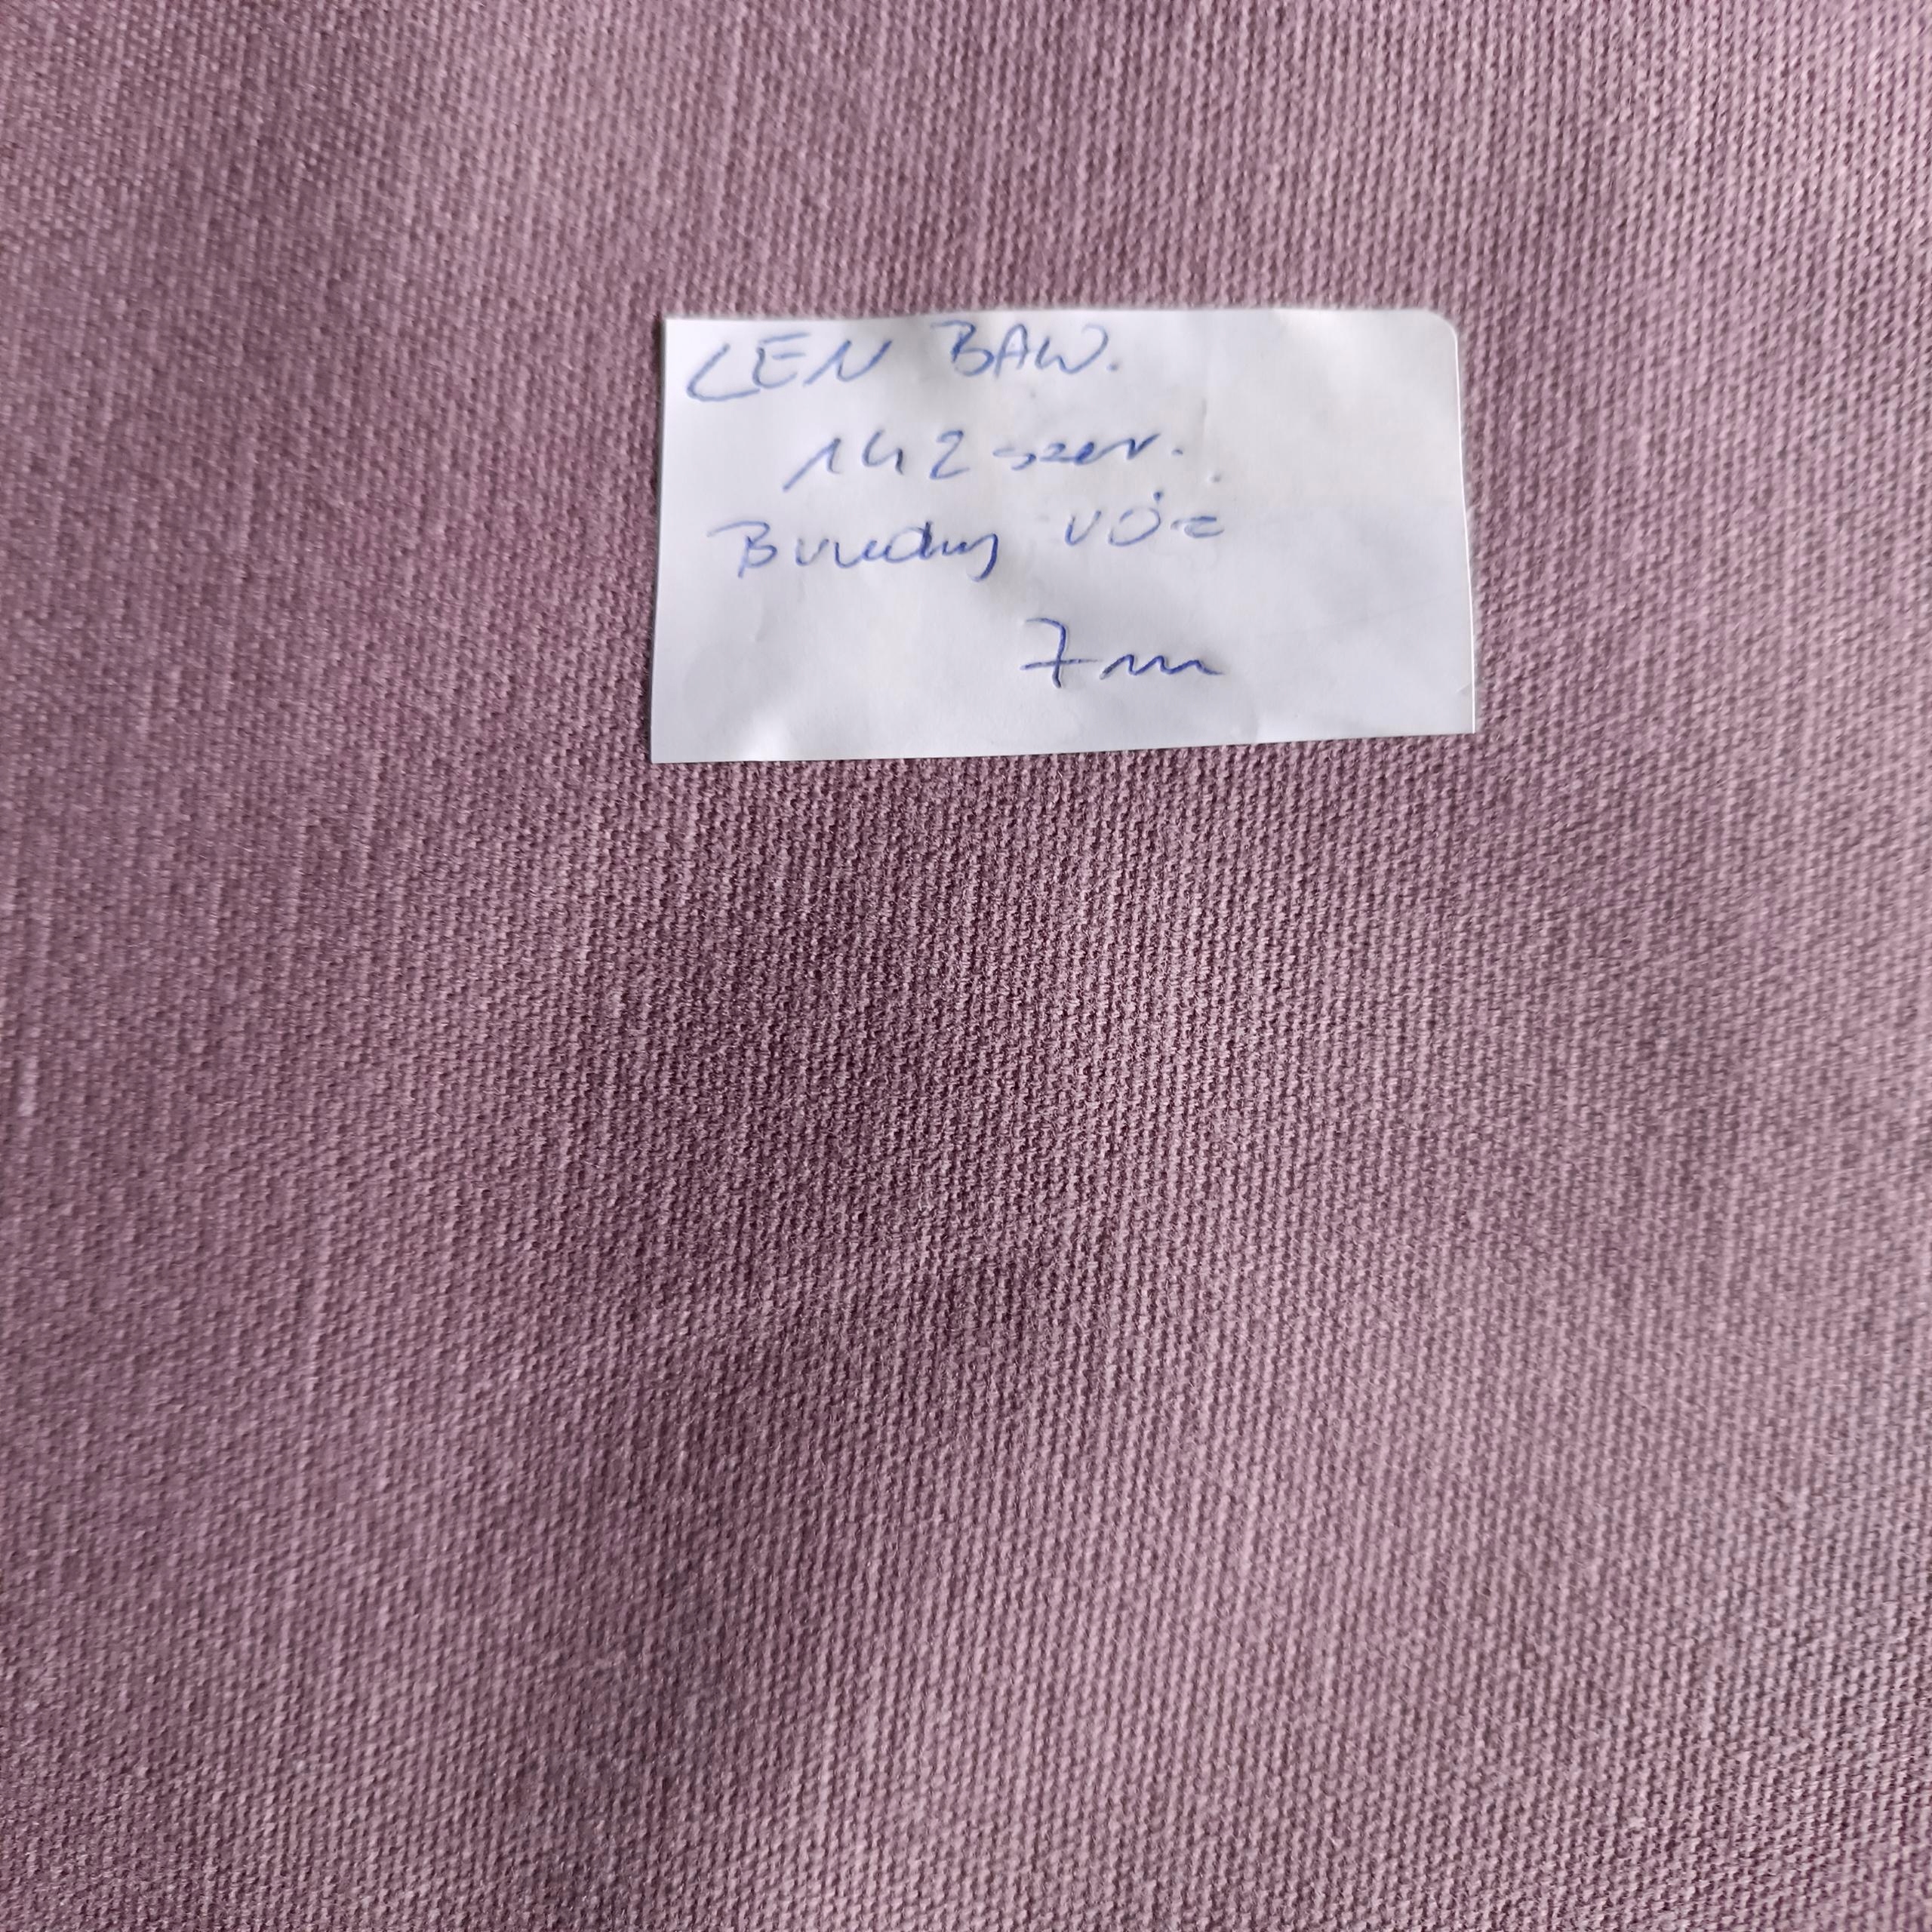 LEN BAW.
142 szer.
Brudny róż
7m